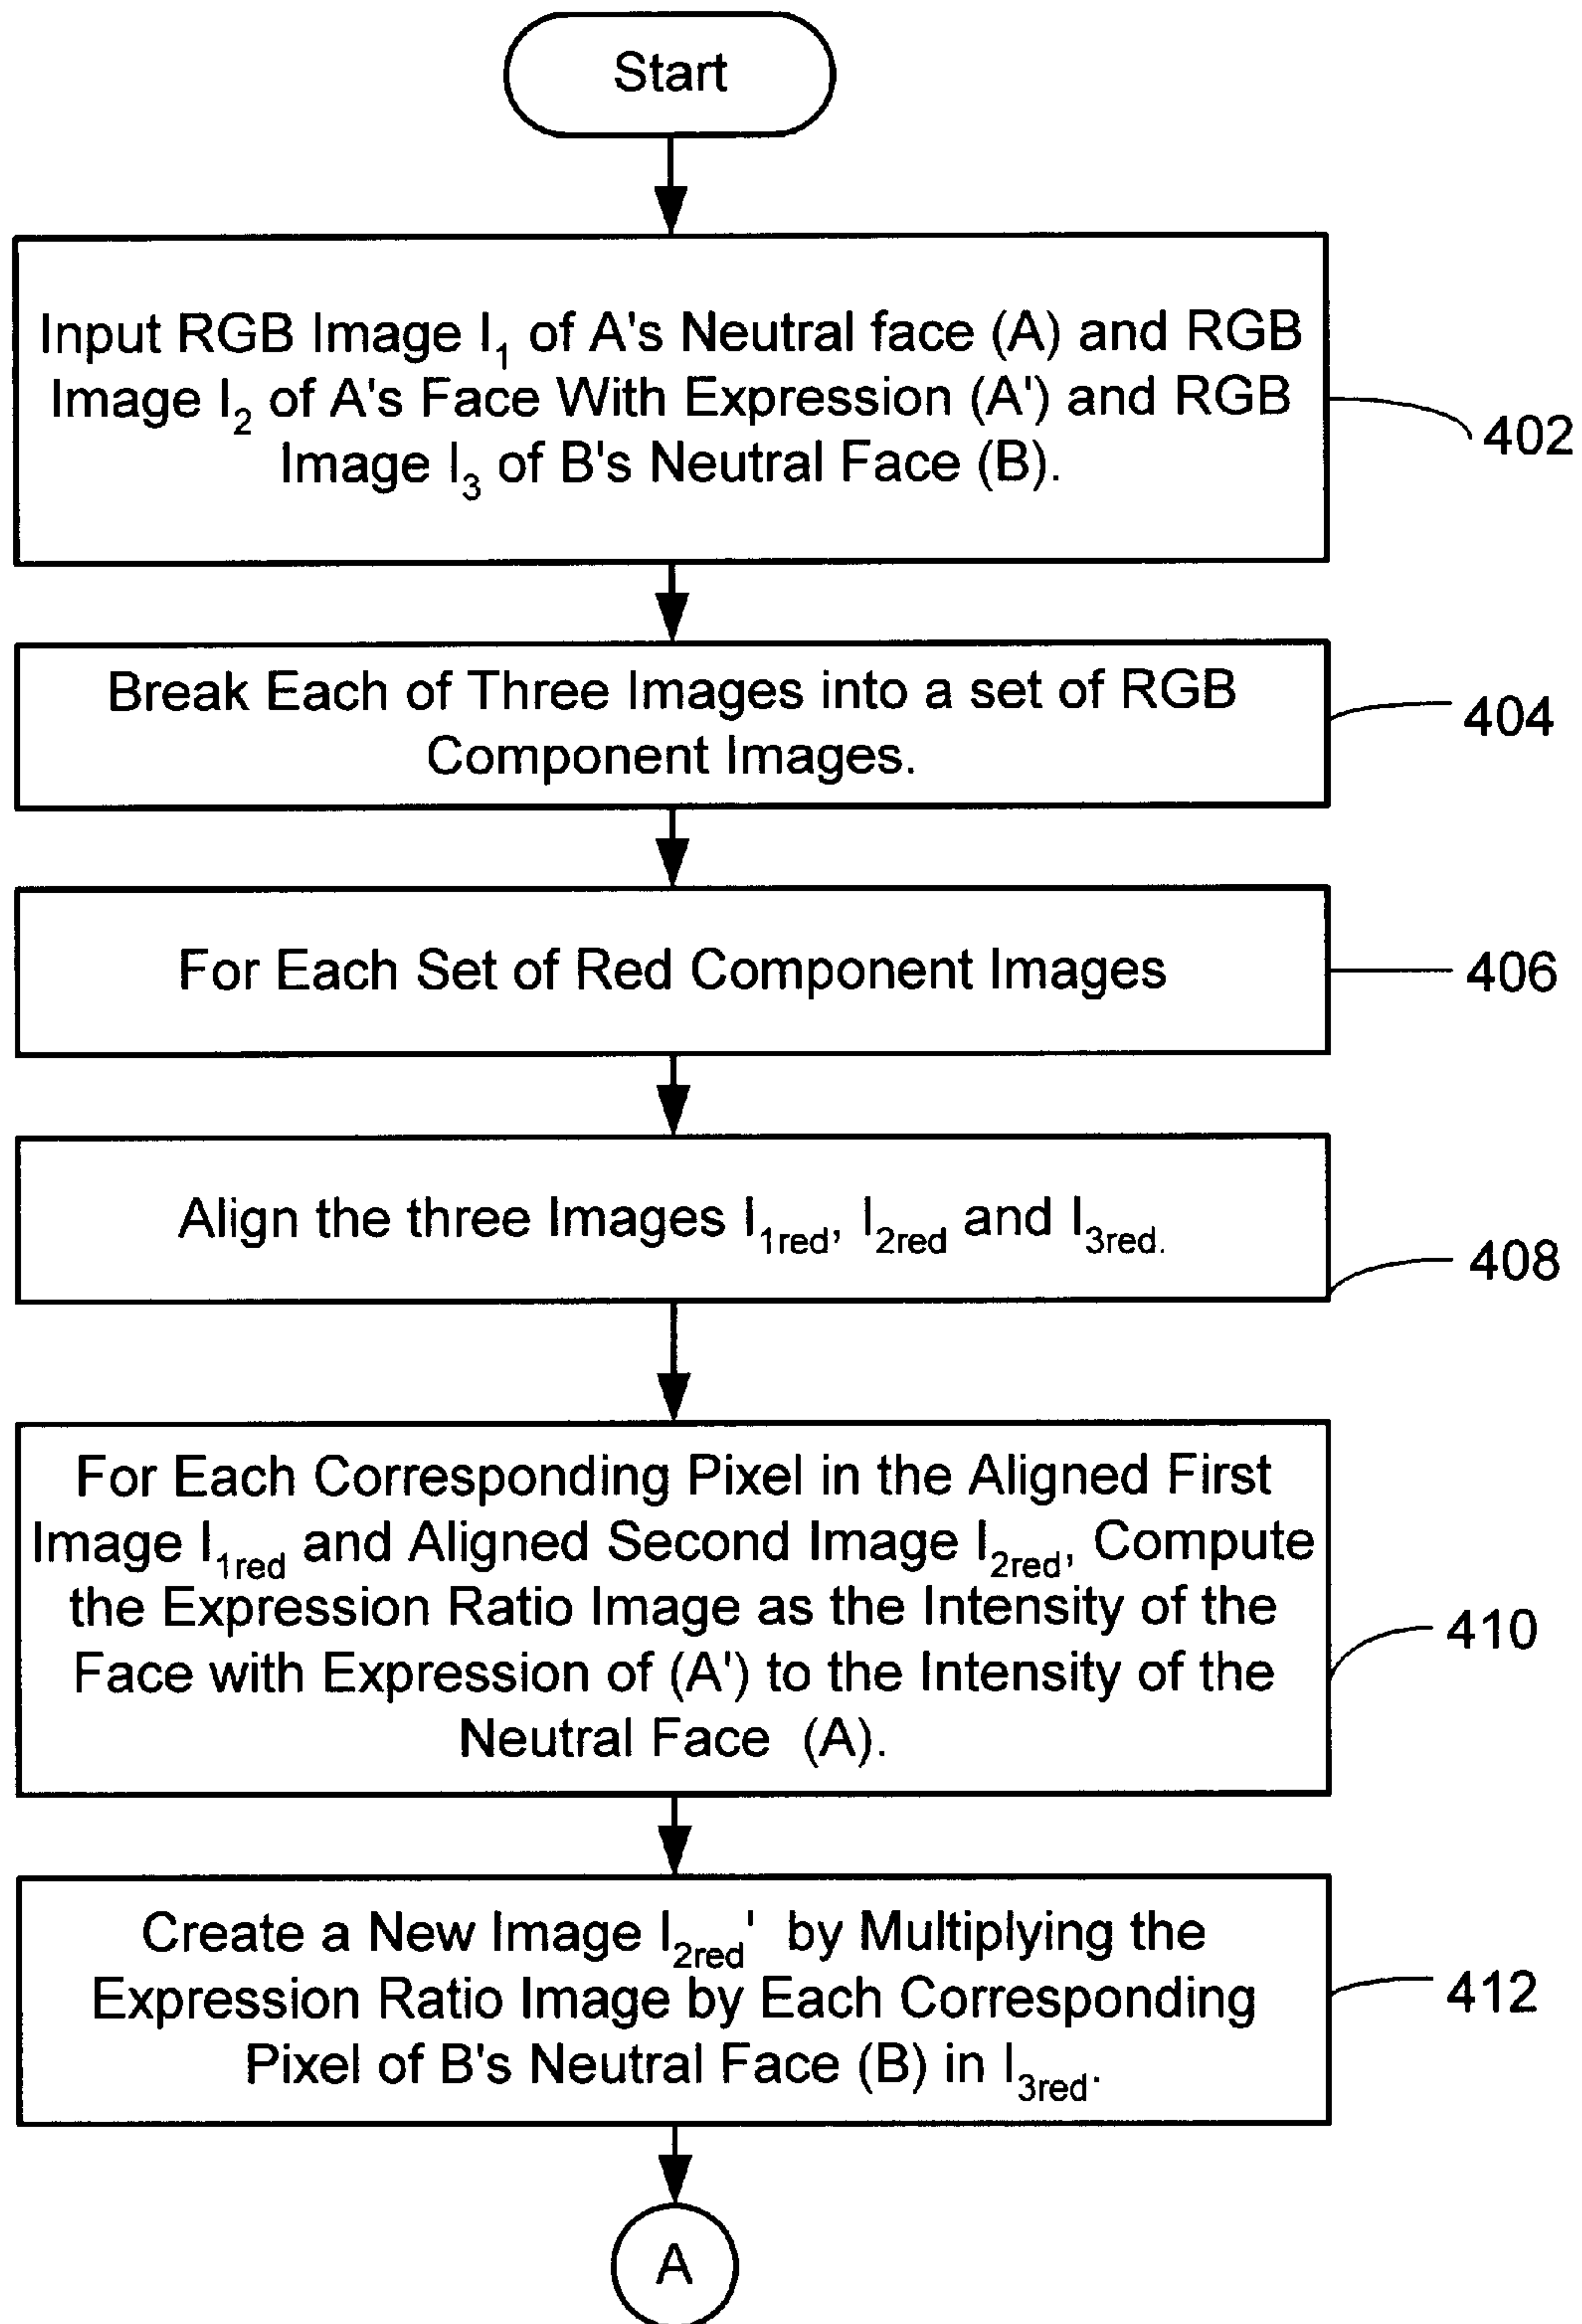 Start
Input RGB Image I₁ of A's Neutral face (A) and RGB
Image I₂ of A's Face With Expression (A') and RGB
Image I₃ of B's Neutral Face (B).
402
Break Each of Three Images into a set of RGB
Component Images.
404
For Each Set of Red Component Images
406
Align the three Images I1red, I2red and I3red.
408
For Each Corresponding Pixel in the Aligned First
Image I1red and Aligned Second Image I2red, Compute
the Expression Ratio Image as the Intensity of the
Face with Expression of (A') to the Intensity of the
Neutral Face (A).
410
Create a New Image I2red' by Multiplying the
Expression Ratio Image by Each Corresponding
Pixel of B's Neutral Face (B) in I3red.
412
A